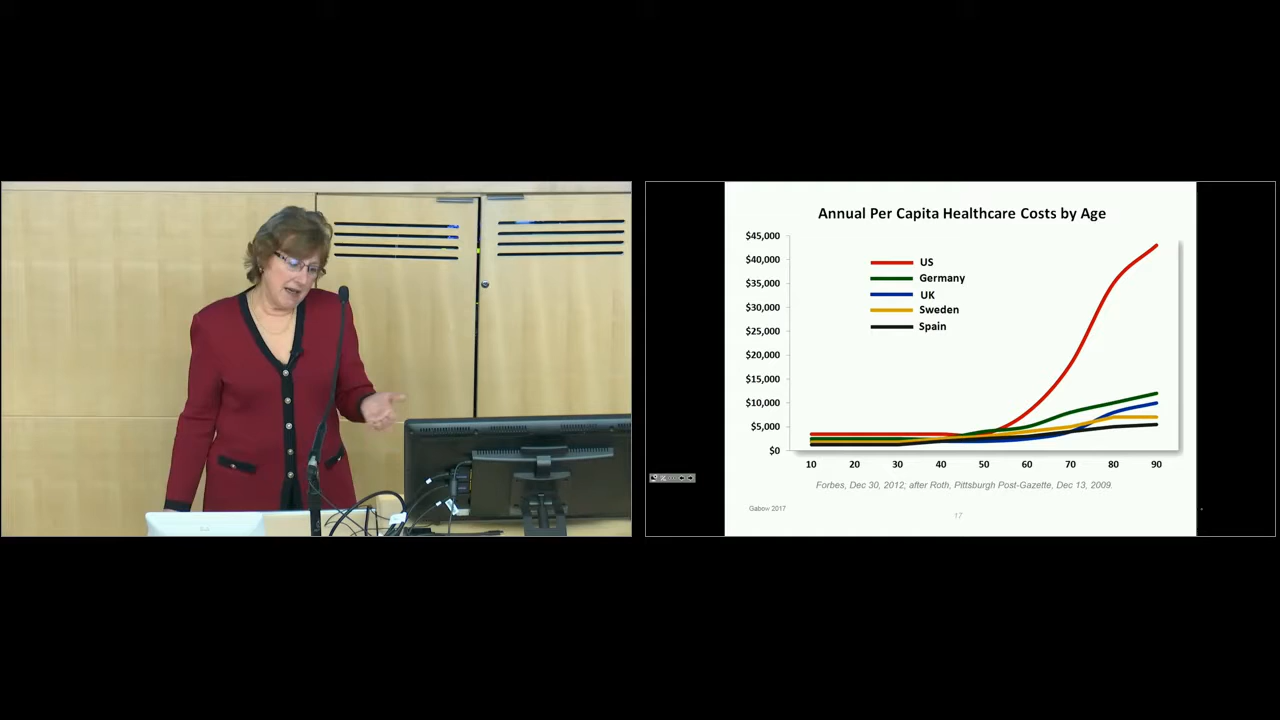 Annual Per Capita Healthcare Costs by Age
$45,000
$40,000
$35,000
$30,000
$25,000
$20,000
$15,000
$10,000
$5,000
$0
US
Germany
UK
Sweden
Spain
10 20 30 40 50 60 70 80 90
Forbes, Dec 30, 2012; after Roth, Pittsburgh Post-Gazette, Dec 13, 2009.
Gabow 2017
17